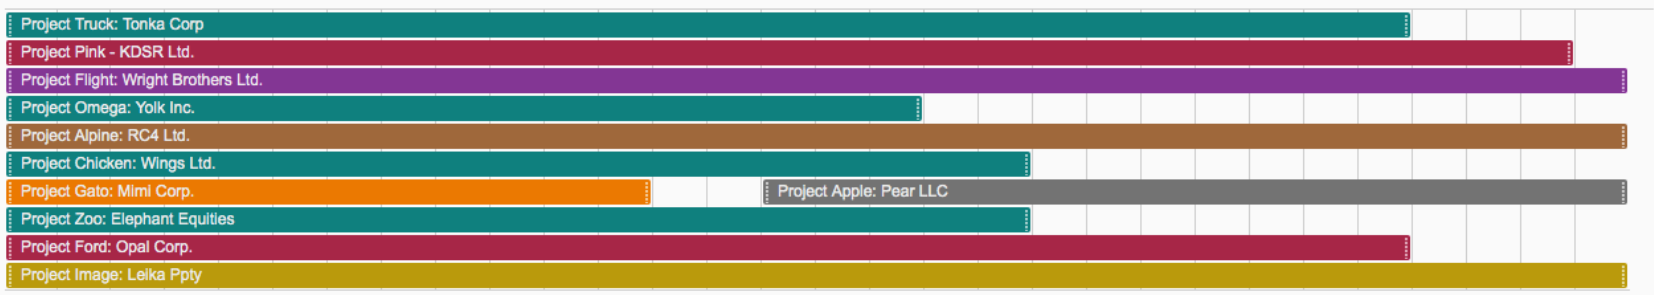 Project Truck: Tonka Corp
Project Pink - KDSR Ltd.
Project Flight: Wright Brothers Ltd.
Project Omega: Yolk Inc.
Project Alpine: RC4 Ltd.
Project Chicken: Wings Ltd.
Project Gato: Mimi Corp.
Project Apple: Pear LLC
Project Zoo: Elephant Equities
Project Ford: Opal Corp.
Project Image: Leika Ppty